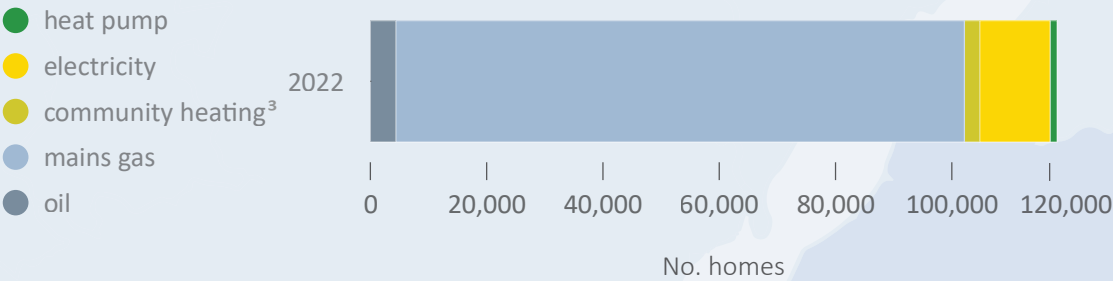 heat pump
electricity
community heating³
mains gas
oil
2022
0 20,000 40,000 60,000 80,000 100,000 120,000
No. homes